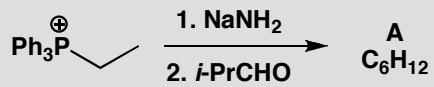 ⊕
Ph₃P
1. NaNH₂
2. i-PrCHO
A
C₆H₁₂